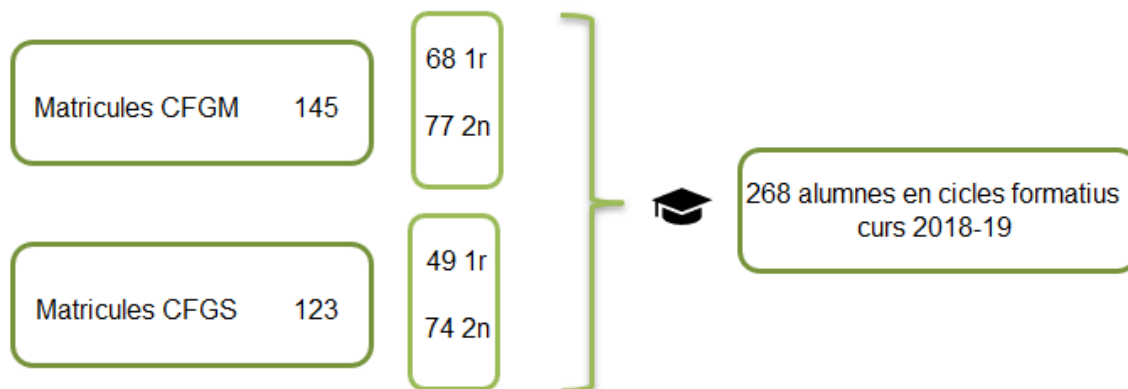 Matricules CFGM 145
68 1r
77 2n
Matricules CFGS 123
49 1r
74 2n
268 alumnes en cicles formatius
curs 2018-19